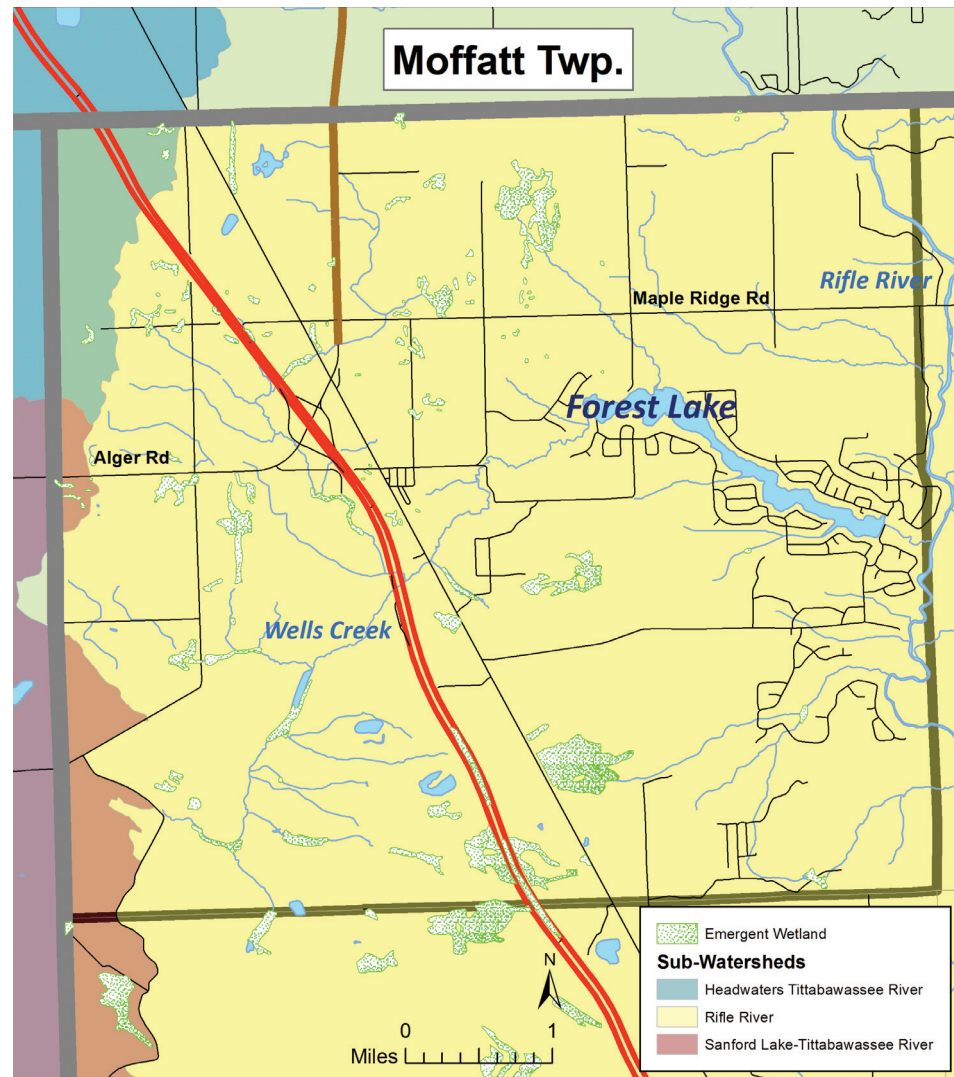 Moffatt Twp.
Rifle River
Maple Ridge Rd
Forest Lake
Alger Rd
Wells Creek
Emergent Wetland
Sub-Watersheds
Headwaters Tittabawassee River
Rifle River
Sanford Lake-Tittabawassee River
N
0 1
Miles